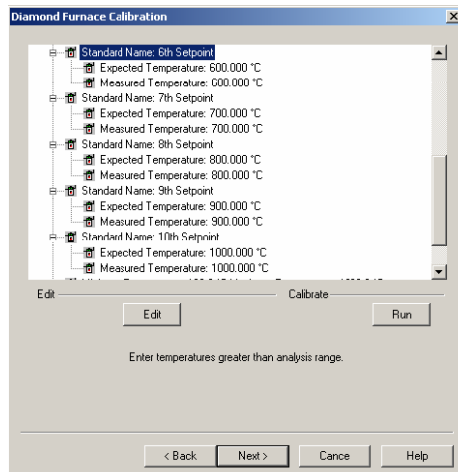 Diamond Furnace Calibration
Standard Name: 6th Setpoint
Expected Temperature: 600.000 °C
Measured Temperature: 600.000 °C
Standard Name: 7th Setpoint
Expected Temperature: 700.000 °C
Measured Temperature: 700.000 °C
Standard Name: 8th Setpoint
Expected Temperature: 800.000 °C
Measured Temperature: 800.000 °C
Standard Name: 9th Setpoint
Expected Temperature: 900.000 °C
Measured Temperature: 900.000 °C
Standard Name: 10th Setpoint
Expected Temperature: 1000.000 °C
Measured Temperature: 1000.000 °C
Edit Calibrate
Edit Run
Enter temperatures greater than analysis range.
< Back Next > Cance Help